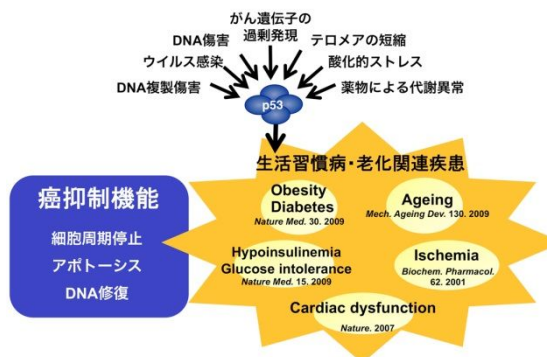 がん遺伝子の
過剰発現
DNA傷害
テロメアの短縮
ウイルス感染
酸化的ストレス
DNA複製傷害
薬物による代謝異常
p53
生活習慣病・老化関連疾患
癌抑制機能
細胞周期停止
アポトーシス
DNA修復
Obesity
Diabetes
Nature Med. 30. 2009
Ageing
Mech. Ageing Dev. 130. 2009
Hypoinsulinemia
Glucose intolerance
Nature Med. 15. 2009
Ischemia
Biochem. Pharmacol.
62. 2001
Cardiac dysfunction
Nature. 2007